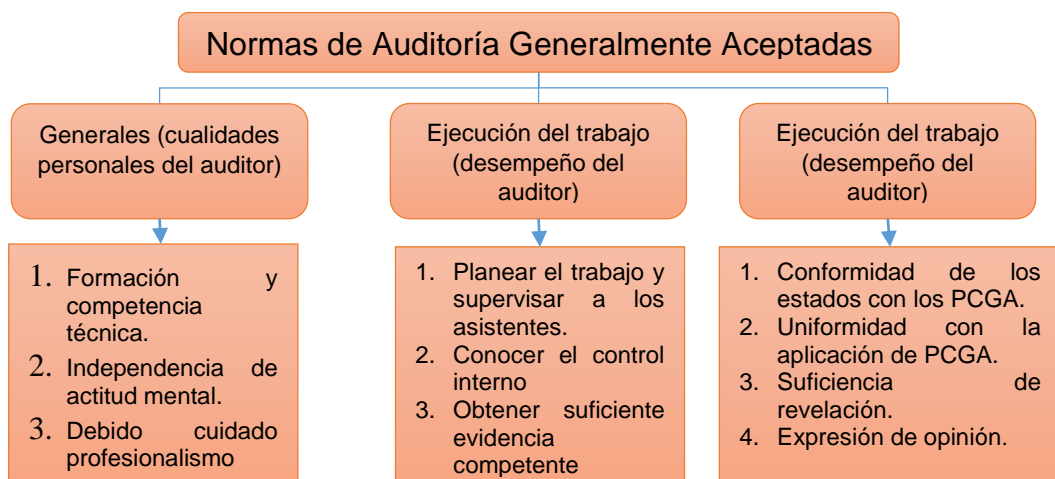 Normas de Auditoría Generalmente Aceptadas
Generales (cualidades
personales del auditor)
Ejecución del trabajo
(desempeño del
auditor)
Ejecución del trabajo
(desempeño del
auditor)
1. Formación y
competencia
técnica.
2. Independencia de
actitud mental.
3. Debido cuidado
profesionalismo
1. Planear el trabajo y
supervisar a los
asistentes.
2. Conocer el control
interno
3. Obtener suficiente
evidencia
competente
1. Conformidad de los
estados con los PCGA.
2. Uniformidad con la
aplicación de PCGA.
3. Suficiencia de
revelación.
4. Expresión de opinión.